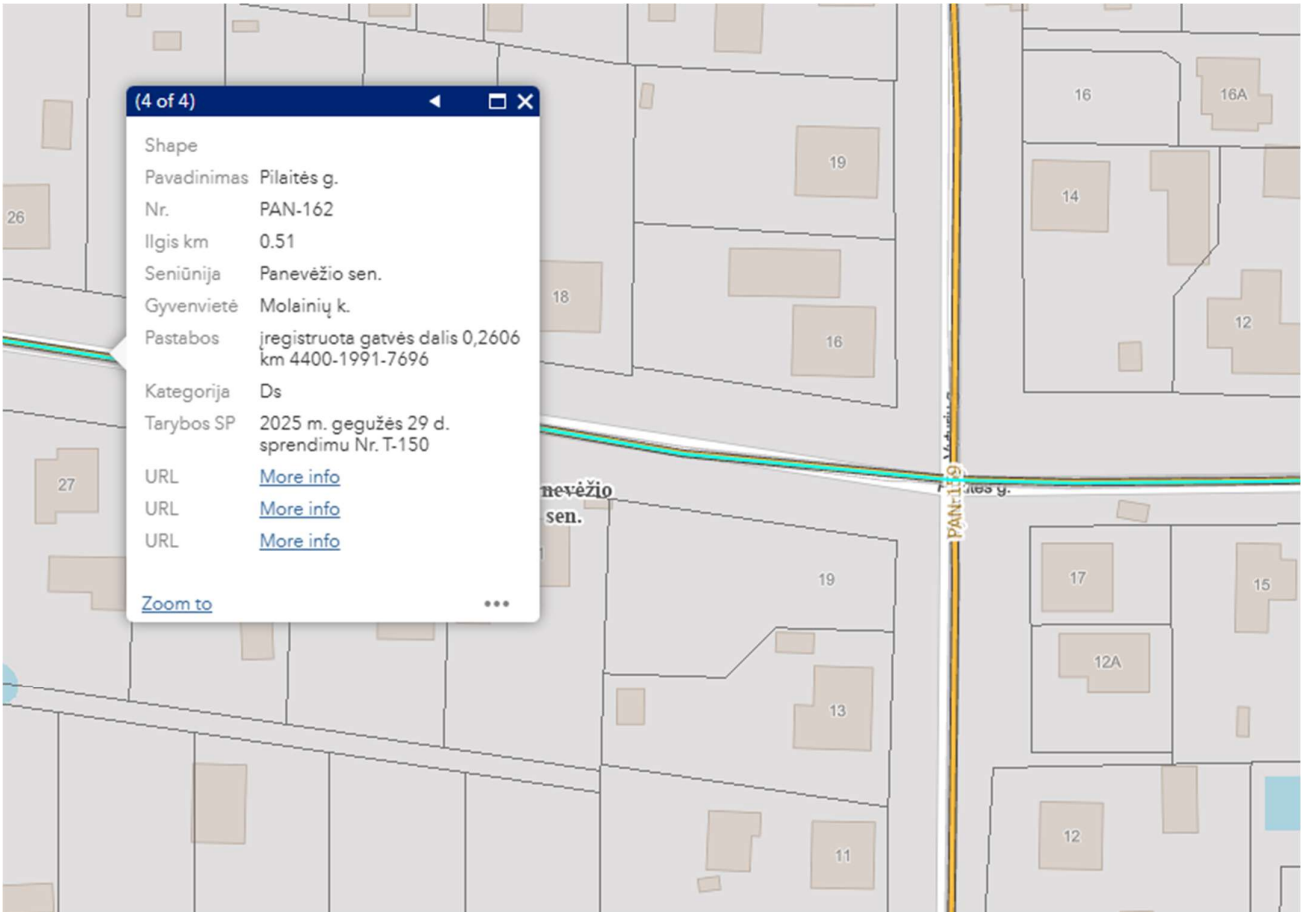 (4 of 4)
Shape
Pavadinimas Pilaitės g.
Nr. PAN-162
Ilgis km 0.51
Seniūnija Panevėžio sen.
Gyvenvietė Molainių k.
Pastabos įregistruota gatvės dalis 0,2606
km 4400-1991-7696
Kategorija Ds
Tarybos SP 2025 m. gegužės 29 d.
sprendimu Nr. T-150
URL More info
URL More info
URL More info
Zoom to
16
16A
19
14
26
18
12
16
27
nevėžio
sen.
PAN-159
g.
19
17
15
12A
13
12
11